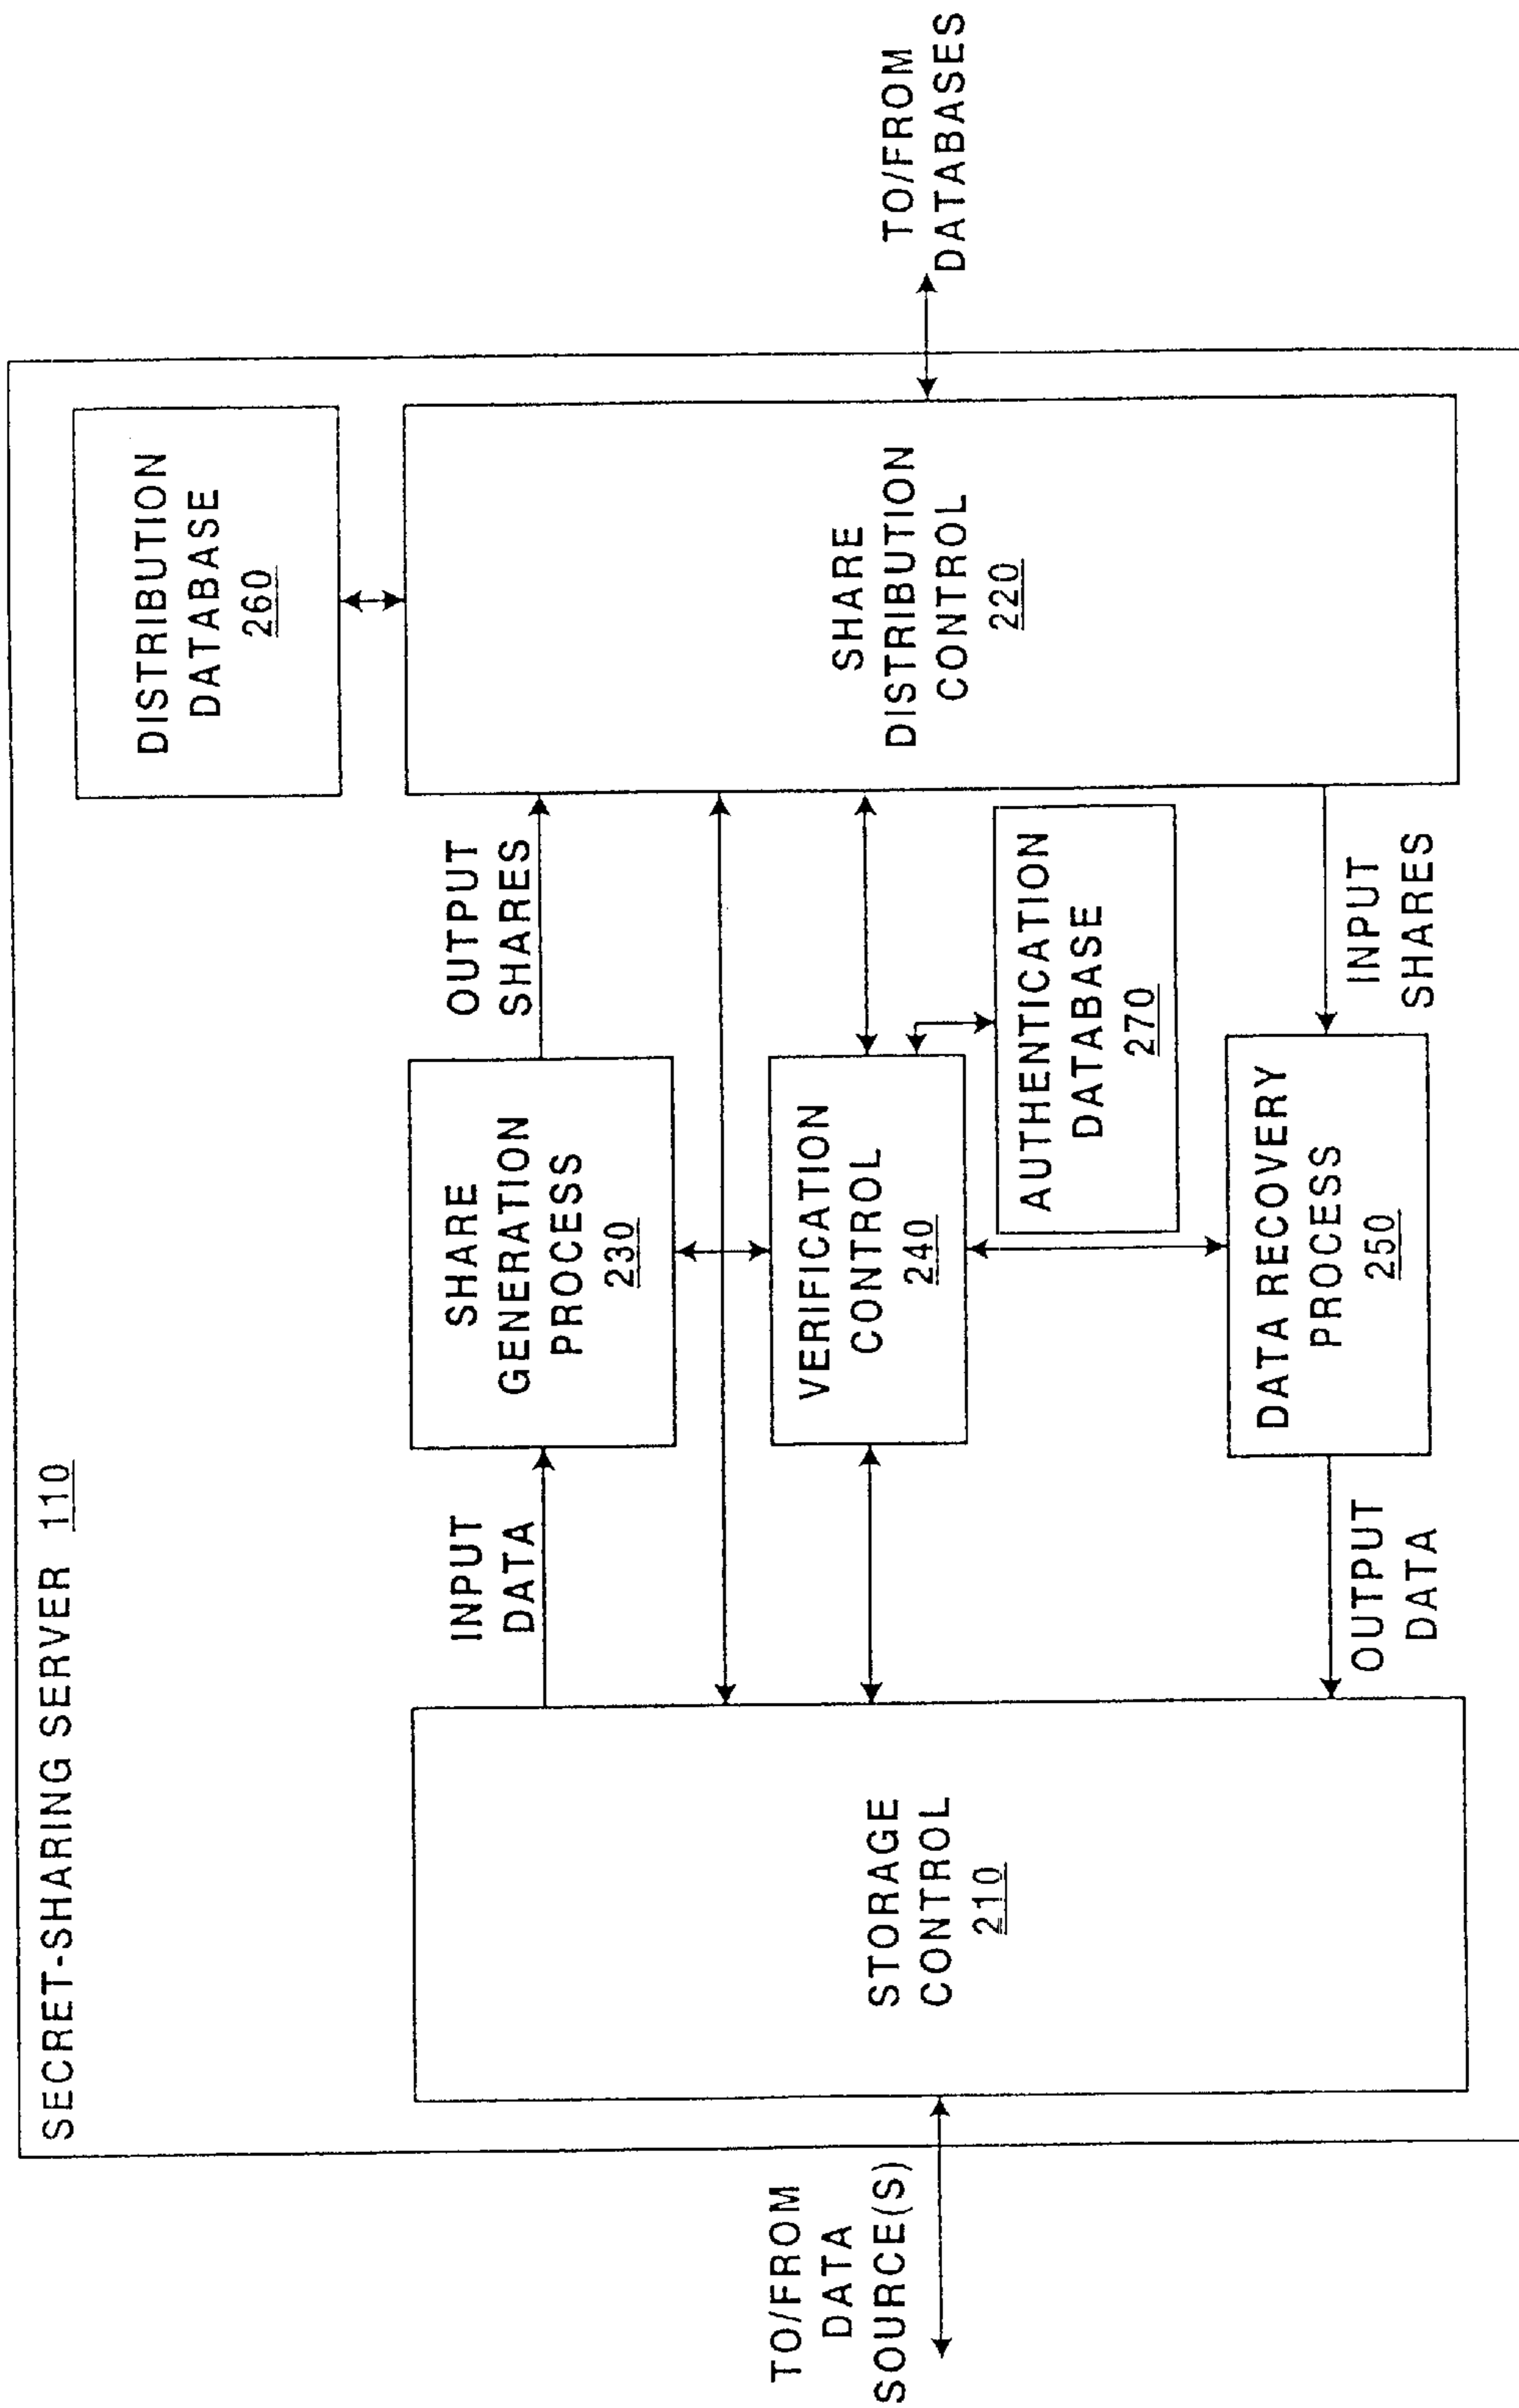 SECRET-SHARING SERVER 110
TO/FROM
DATA
SOURCE(S)
STORAGE
CONTROL
210
INPUT
DATA
SHARE
GENERATION
PROCESS
230
OUTPUT
SHARES
VERIFICATION
CONTROL
240
AUTHENTICATION
DATABASE
270
DATA RECOVERY
PROCESS
250
OUTPUT
DATA
INPUT
SHARES
DISTRIBUTION
DATABASE
260
SHARE
DISTRIBUTION
CONTROL
220
TO/FROM
DATABASES